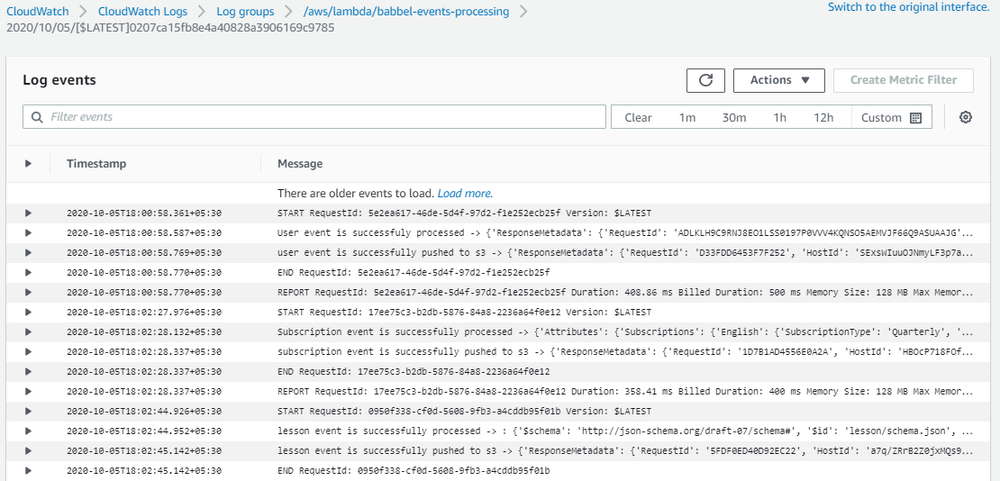 CloudWatch > CloudWatch Logs > Log groups > /aws/lambda/babbel-events-processing > Switch to the original interface.
2020/10/05/[$LATEST]0207ca15fb8e4a40828a3906169c9785
Log events Actions ▼ Create Metric Filter
Filter events Clear 1m 30m 1h 12h Custom
Timestamp Message
There are older events to load. Load more.
2020-10-05T18:00:58.361+05:30 START RequestId: 5e2ea617-46de-5d4f-97d2-f1e252ecb25f Version: $LATEST
2020-10-05T18:00:58.587+05:30 User event is successfuly processed -> {'ResponseMetadata': {'RequestId': 'ADLKLH9C9RNJ8EO1LSS0197P0VVV4KQNSO5AEMVJF66Q9ASUAAJG'...
2020-10-05T18:00:58.769+05:30 user event is successfully pushed to s3 -> {'ResponseMetadata': {'RequestId': 'D33FDD6453F7F252', 'HostId': 'SExsWIuuOJNmyLF3p7a...
2020-10-05T18:00:58.770+05:30 END RequestId: 5e2ea617-46de-5d4f-97d2-f1e252ecb25f
2020-10-05T18:00:58.770+05:30 REPORT RequestId: 5e2ea617-46de-5d4f-97d2-f1e252ecb25f Duration: 408.86 ms Billed Duration: 500 ms Memory Size: 128 MB Max Memor...
2020-10-05T18:02:27.976+05:30 START RequestId: 17ee75c3-b2db-5876-84a8-2236a64f0e12 Version: $LATEST
2020-10-05T18:02:28.132+05:30 Subscription event is successfully processed -> {'Attributes': {'Subscriptions': {'English': {'SubscriptionType': 'Quarterly', '...
2020-10-05T18:02:28.337+05:30 subscription event is successfully pushed to s3 -> {'ResponseMetadata': {'RequestId': '1D7B1AD4556E0A2A', 'HostId': 'HBOcP718FOf...
2020-10-05T18:02:28.337+05:30 END RequestId: 17ee75c3-b2db-5876-84a8-2236a64f0e12
2020-10-05T18:02:28.337+05:30 REPORT RequestId: 17ee75c3-b2db-5876-84a8-2236a64f0e12 Duration: 358.41 ms Billed Duration: 400 ms Memory Size: 128 MB Max Memor...
2020-10-05T18:02:44.926+05:30 START RequestId: 0950f338-cf0d-5608-9fb3-a4cddb95f01b Version: $LATEST
2020-10-05T18:02:44.952+05:30 lesson event is successfully processed -> : {'$schema': 'http://json-schema.org/draft-07/schema#', '$id': 'lesson/schema.json', ...
2020-10-05T18:02:45.142+05:30 lesson event is successfully pushed to s3 -> {'ResponseMetadata': {'RequestId': '5FDF0ED40D92EC22', 'HostId': 'a7q/ZRrB2Z0jxMQs9...
2020-10-05T18:02:45.142+05:30 END RequestId: 0950f338-cf0d-5608-9fb3-a4cddb95f01b